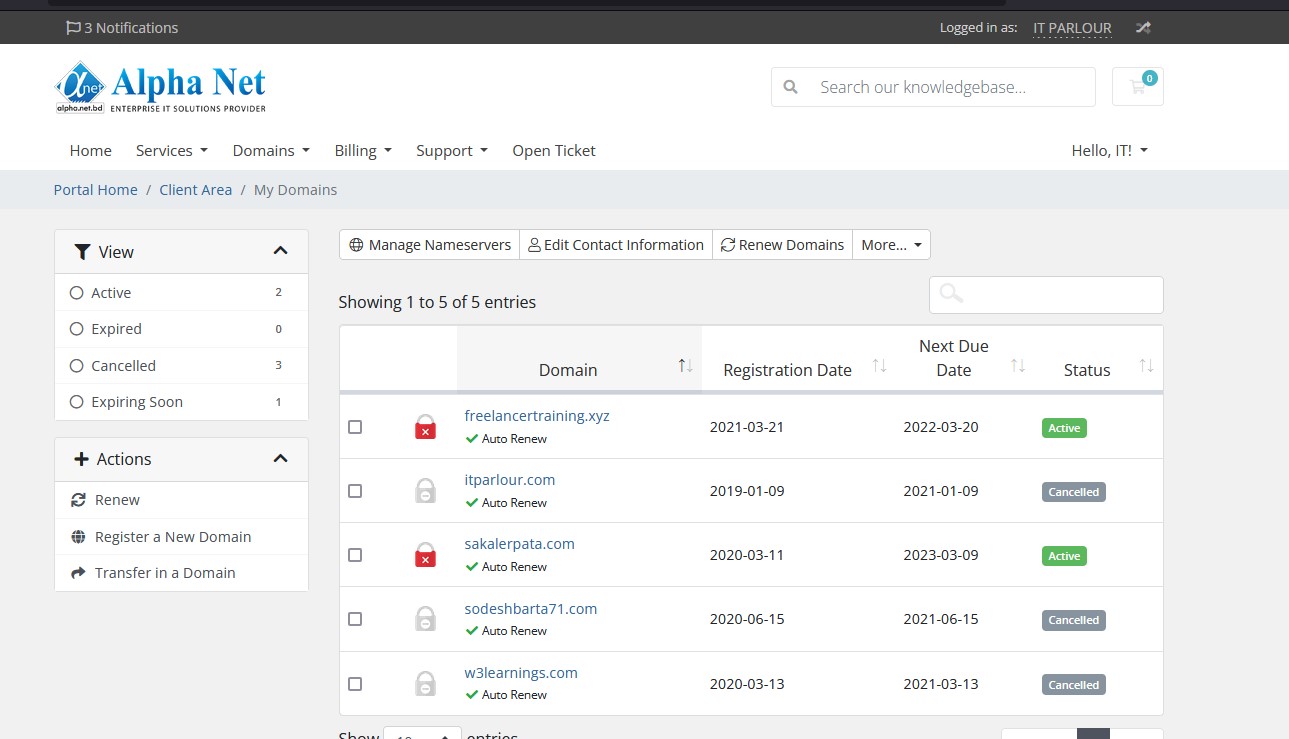 3 Notifications
Logged in as: IT PARLOUR
αnet
alpha.net.bd
Alpha Net
ENTERPRISE IT SOLUTIONS PROVIDER
Search our knowledgebase...
0
Home Services Domains Billing Support Open Ticket Hello, IT!
Portal Home / Client Area / My Domains
View
Active 2
Expired 0
Cancelled 3
Expiring Soon 1
Actions
Renew
Register a New Domain
Transfer in a Domain
Manage Nameservers Edit Contact Information Renew Domains More...
Showing 1 to 5 of 5 entries
Domain Registration Date Next Due Date Status
freelancertraining.xyz 2021-03-21 2022-03-20 Active
Auto Renew
itparlour.com 2019-01-09 2021-01-09 Cancelled
Auto Renew
sakalerpata.com 2020-03-11 2023-03-09 Active
Auto Renew
sodeshbarta71.com 2020-06-15 2021-06-15 Cancelled
Auto Renew
w3learnings.com 2020-03-13 2021-03-13 Cancelled
Auto Renew
Show 10 entries